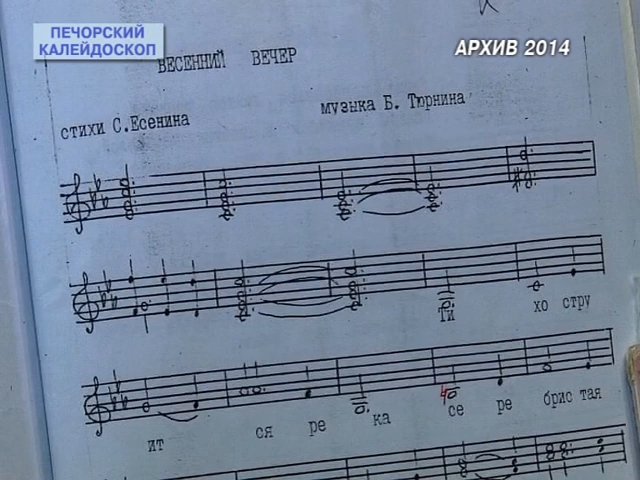 ПЕЧОРСКИЙ
КАЛЕЙДОСКОП
АРХИВ 2014
ВЕСЕННИЙ ВЕЧЕР
стихи С.Есенина
музыка Б. Тюрнина
Ти хо стру
ит ся ре ка се ре брис тая